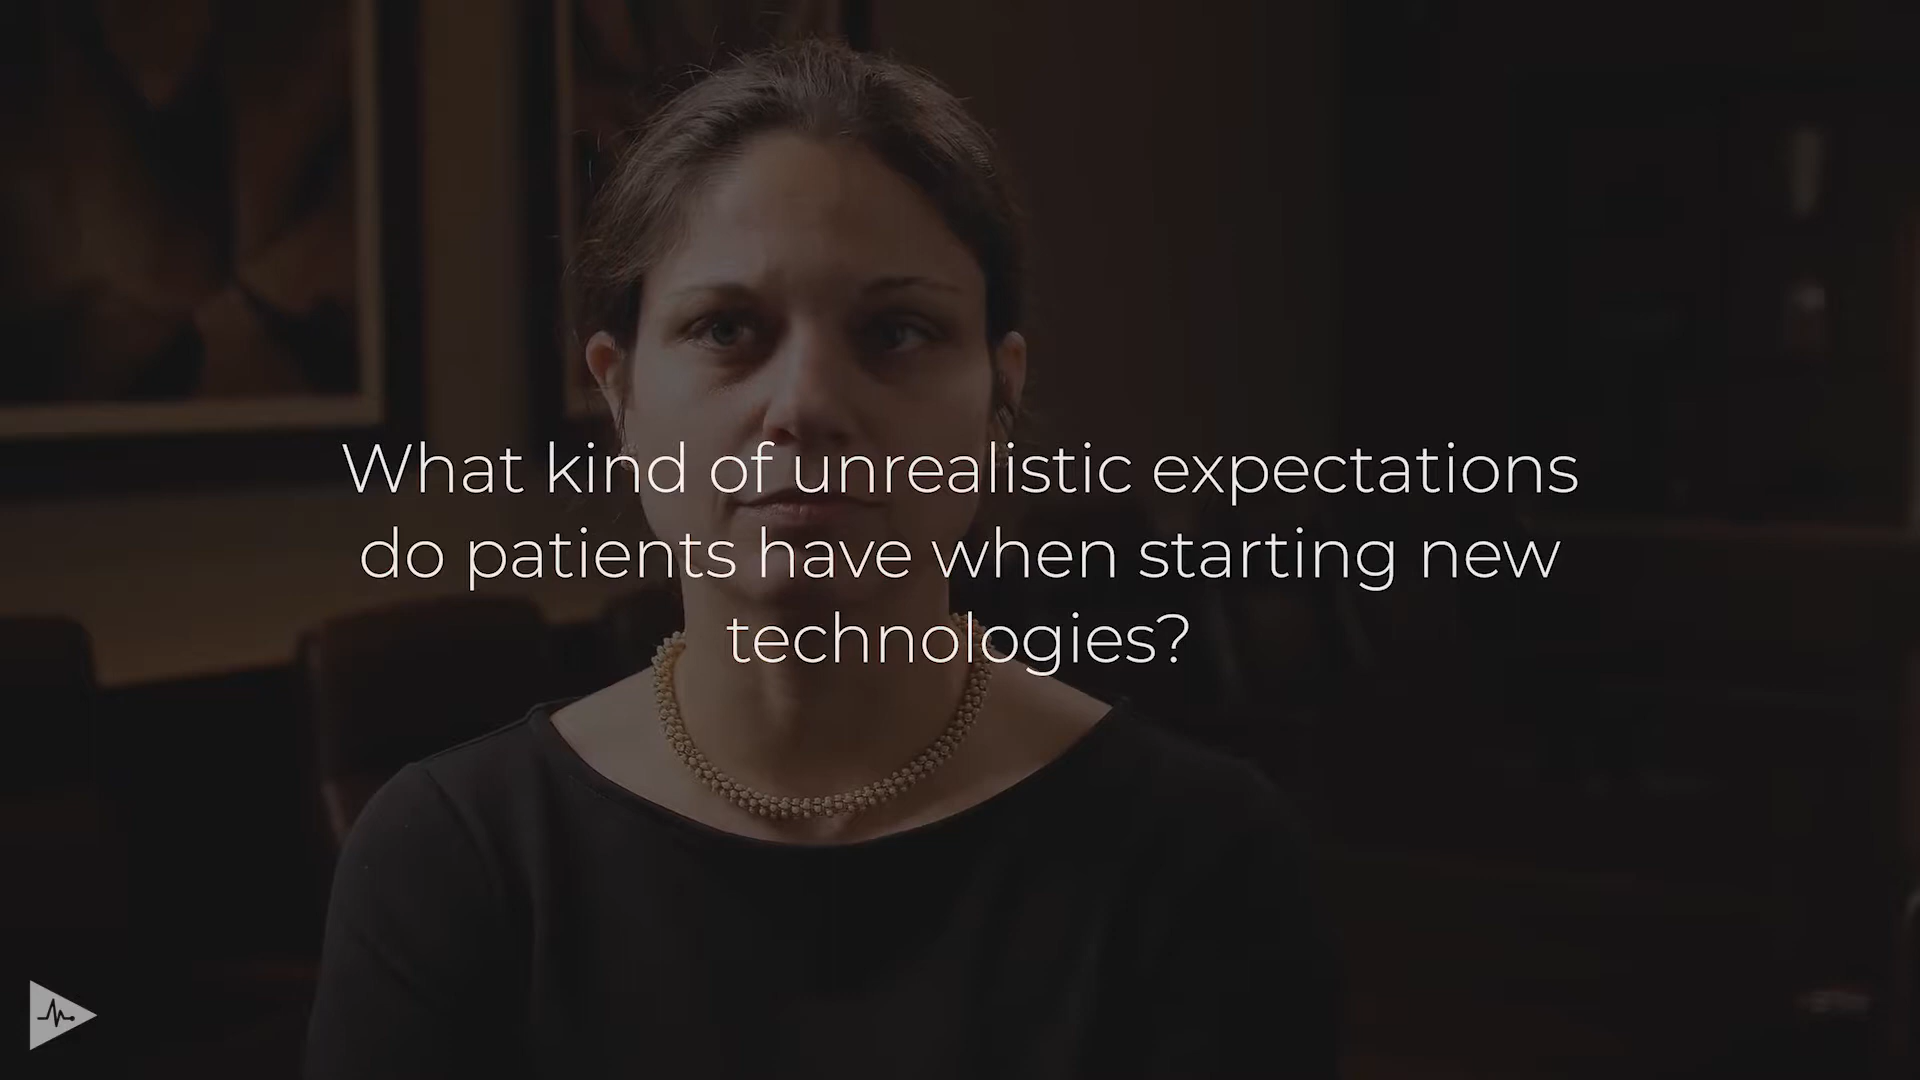 What kind of unrealistic expectations
do patients have when starting new
technologies?